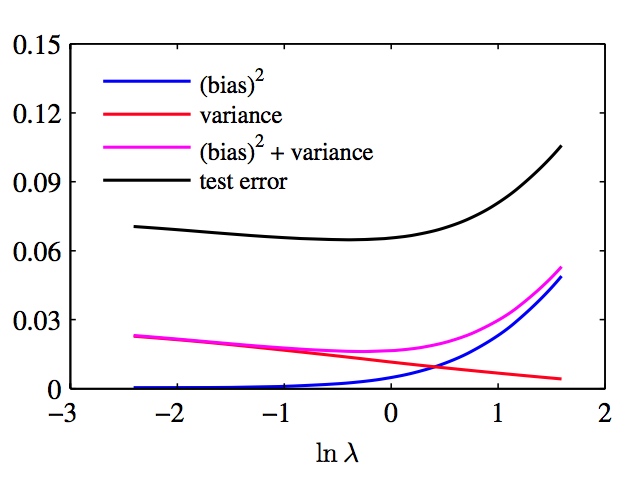 0.15
(bias)²
variance
0.12
(bias)² + variance
test error
0.09
0.06
0.03
0
−3 −2 −1 0 1 2
ln λ